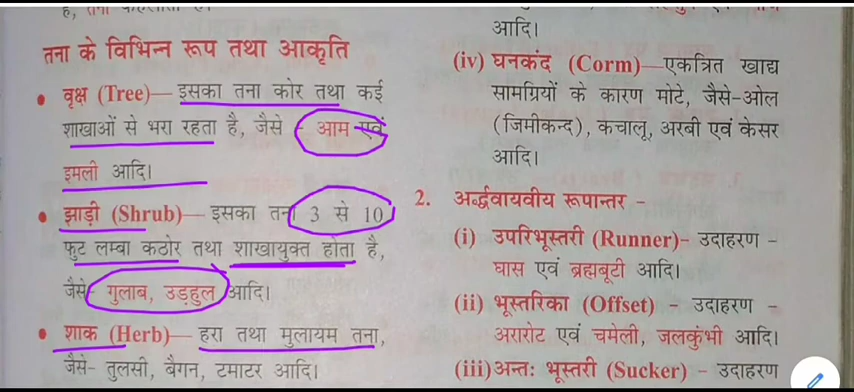 तना के विभिन्न रूप तथा आकृति
• वृक्ष (Tree)— इसका तना कोर तथा कई
शाखाओं से भरा रहता है, जैसे - आम एवं
इमली आदि।
• झाड़ी (Shrub)— इसका तना 3 से 10
फुट लम्बा कठोर तथा शाखायुक्त होता है,
जैसे- गुलाब, उड़हुल आदि।
• शाक (Herb)— हरा तथा मुलायम तना,
जैसे- तुलसी, बैगन, टमाटर आदि।
आदि।
(iv) घनकंद (Corm)—एकत्रित खाद्य
सामग्रियों के कारण मोटे, जैसे-ओल
(जिमीकन्द), कचालू, अरबी एवं केसर
आदि।
2. अर्द्धवायवीय रूपान्तर –
(i) उपरिभूस्तरी (Runner)– उदाहरण –
घास एवं ब्रह्मबूटी आदि।
(ii) भूस्तरिका (Offset) – उदाहरण –
अरारोट एवं चमेली, जलकुंभी आदि।
(iii) अन्त: भूस्तरी (Sucker) – उदाहरण